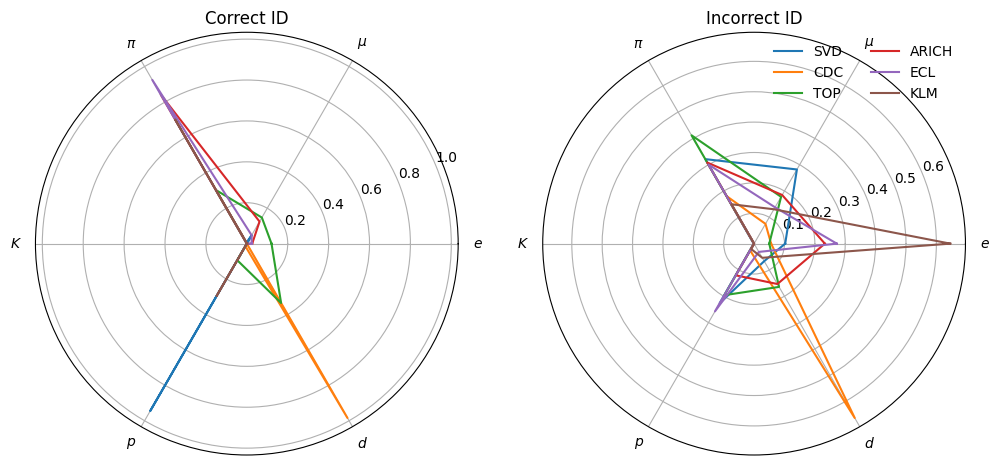 Correct ID
π
μ
K
e
p
d
0.2
0.4
0.6
0.8
1.0
Incorrect ID
π
μ
K
e
p
d
0.1
0.2
0.3
0.4
0.5
0.6
SVD
CDC
TOP
ARICH
ECL
KLM